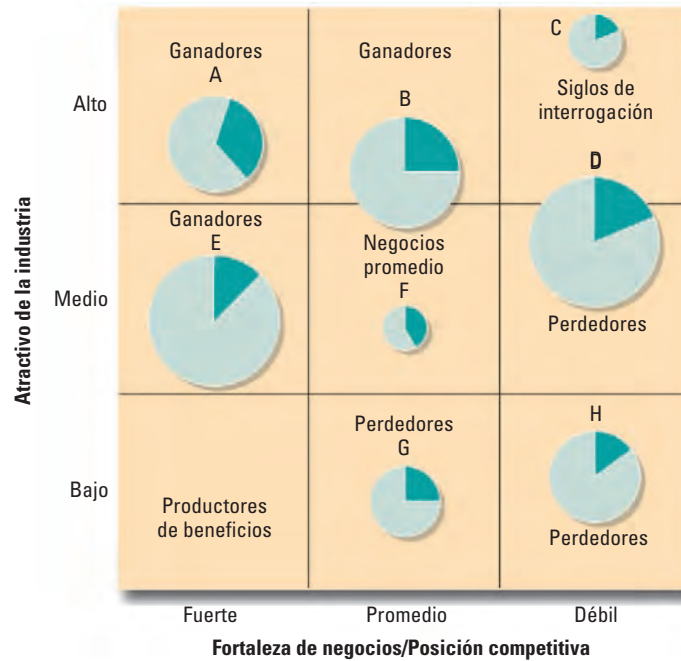 Atractivo de la industria
Alto
Medio
Bajo
Ganadores
A
Ganadores
B
C
Siglos de
interrogación
D
Ganadores
E
Negocios
promedio
F
Perdedores
Productores
de beneficios
Perdedores
G
H
Perdedores
Fuerte
Promedio
Débil
Fortaleza de negocios/Posición competitiva